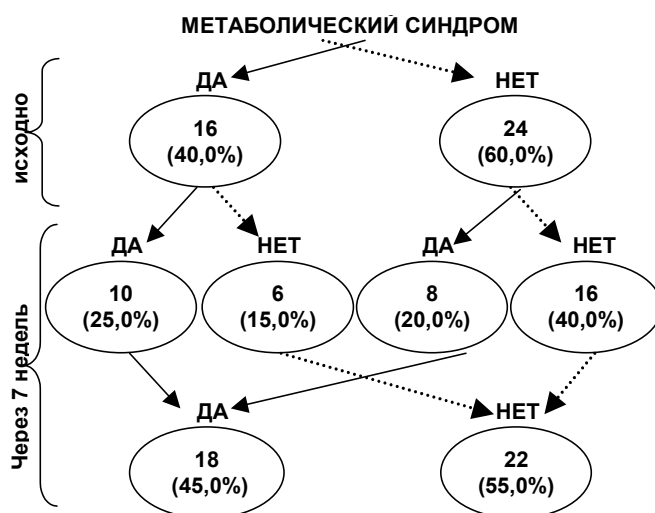 МЕТАБОЛИЧЕСКИЙ СИНДРОМ
исходно
ДА
НЕТ
16
(40,0%)
24
(60,0%)
Через 7 недель
ДА
НЕТ
ДА
НЕТ
10
(25,0%)
6
(15,0%)
8
(20,0%)
16
(40,0%)
ДА
НЕТ
18
(45,0%)
22
(55,0%)